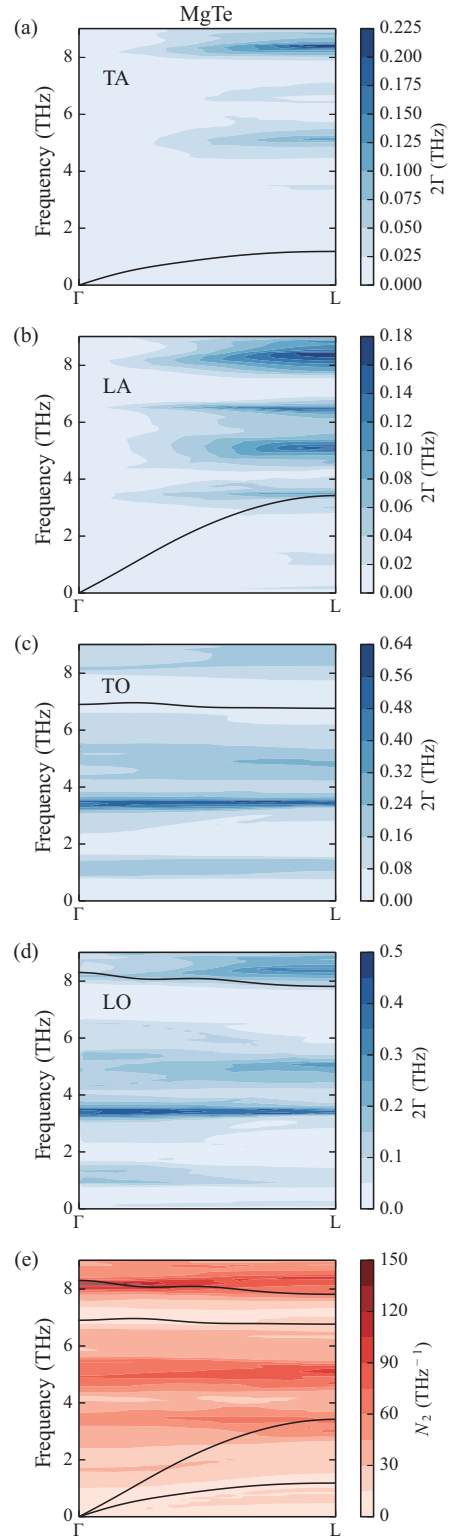 MgTe
(a)
TA
Frequency (THz)
8
6
4
2
0
Γ
L
0.225
0.200
0.175
0.150
0.125
0.100
0.075
0.050
0.025
0.000
2Γ (THz)
(b)
LA
Frequency (THz)
8
6
4
2
0
Γ
L
0.18
0.16
0.14
0.12
0.10
0.08
0.06
0.04
0.02
0.00
2Γ (THz)
(c)
TO
Frequency (THz)
8
6
4
2
0
Γ
L
0.64
0.56
0.48
0.40
0.32
0.24
0.16
0.08
0.00
2Γ (THz)
(d)
LO
Frequency (THz)
8
6
4
2
0
Γ
L
0.5
0.4
0.3
0.2
0.1
0.0
2Γ (THz)
(e)
Frequency (THz)
8
6
4
2
0
Γ
L
150
120
90
60
30
0
N₂ (THz⁻¹)